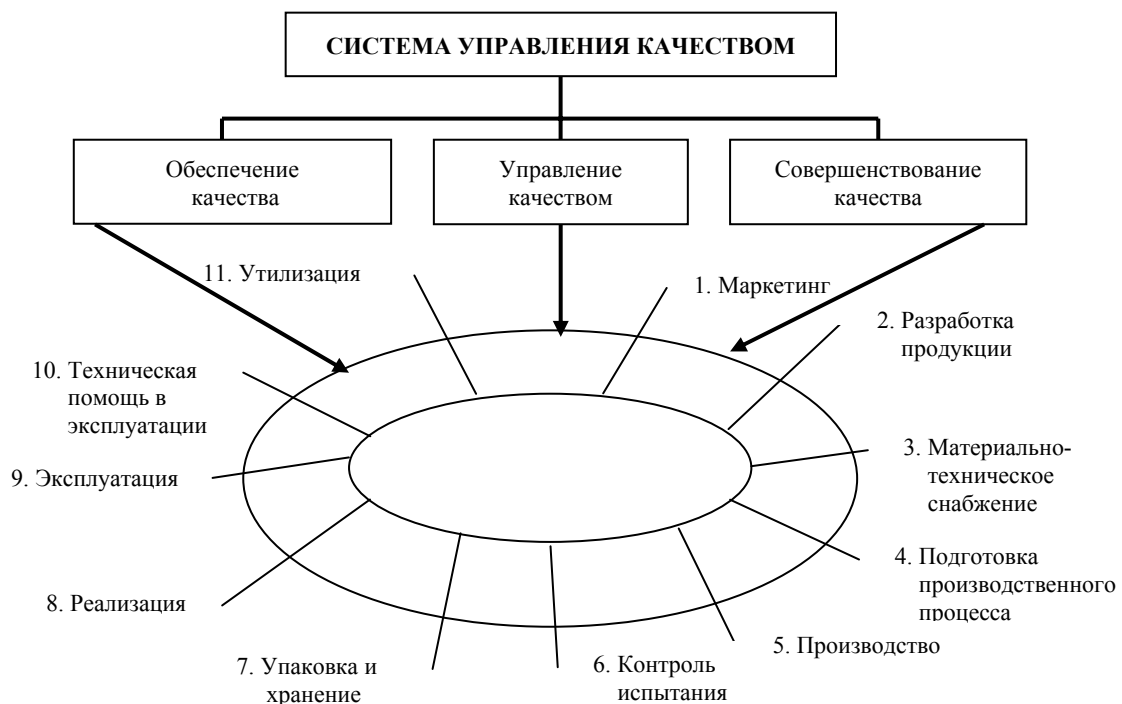 СИСТЕМА УПРАВЛЕНИЯ КАЧЕСТВОМ
Обеспечение
качества
Управление
качеством
Совершенствование
качества
11. Утилизация
1. Маркетинг
2. Разработка
продукции
10. Техническая
помощь в
эксплуатации
3. Материально-
техническое
снабжение
9. Эксплуатация
4. Подготовка
производственного
процесса
8. Реализация
5. Производство
7. Упаковка и
хранение
6. Контроль
испытания